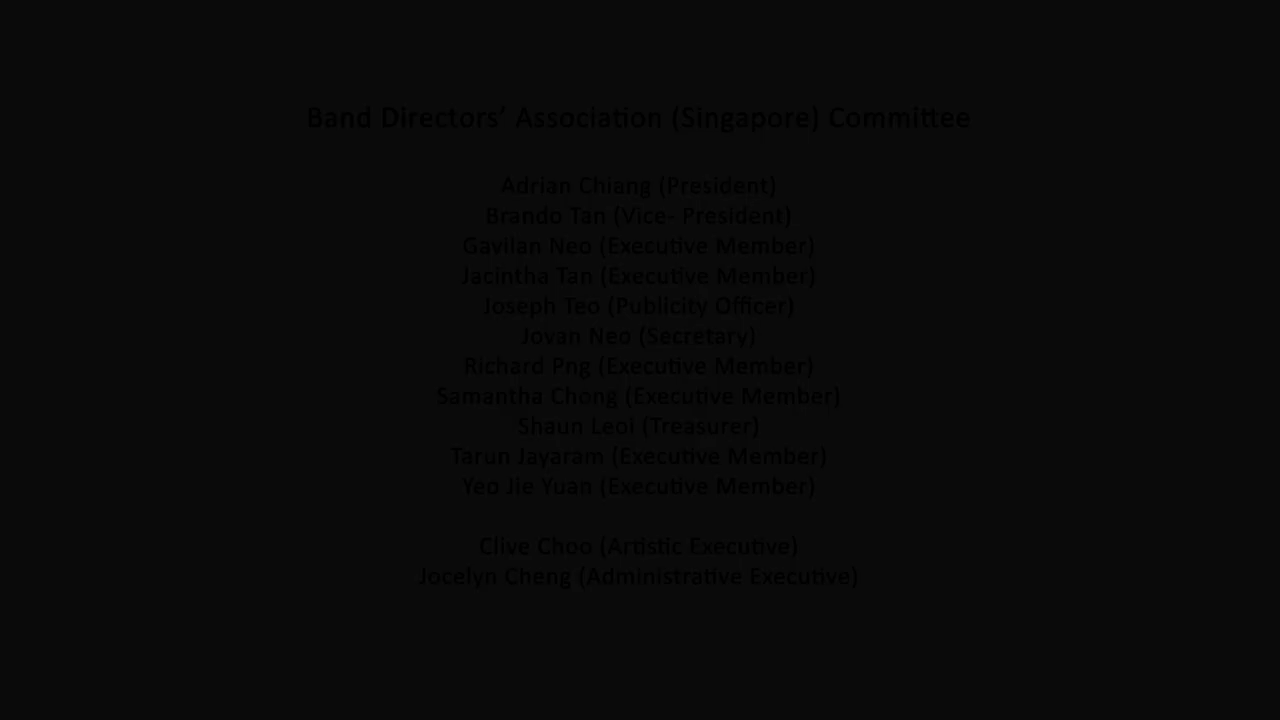 Band Directors’ Association (Singapore) Committee
Adrian Chiang (President)
Brando Tan (Vice- President)
Gavilan Neo (Executive Member)
Jacintha Tan (Executive Member)
Joseph Teo (Publicity Officer)
Jovan Neo (Secretary)
Richard Png (Executive Member)
Samantha Chong (Executive Member)
Shaun Leoi (Treasurer)
Tarun Jayaram (Executive Member)
Yeo Jie Yuan (Executive Member)
Clive Choo (Artistic Executive)
Jocelyn Cheng (Administrative Executive)